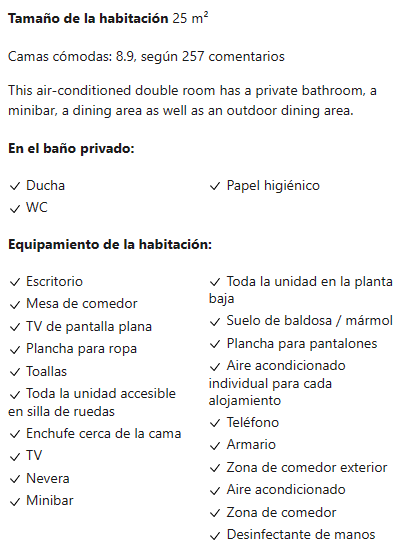 Tamaño de la habitación 25 m²
Camas cómodas: 8.9, según 257 comentarios
This air-conditioned double room has a private bathroom, a
minibar, a dining area as well as an outdoor dining area.
En el baño privado:
✓ Ducha
✓ WC
✓ Papel higiénico
Equipamiento de la habitación:
✓ Escritorio
✓ Mesa de comedor
✓ TV de pantalla plana
✓ Plancha para ropa
✓ Toallas
✓ Toda la unidad accesible
en silla de ruedas
✓ Enchufe cerca de la cama
✓ TV
✓ Nevera
✓ Minibar
✓ Toda la unidad en la planta
baja
✓ Suelo de baldosa / mármol
✓ Plancha para pantalones
✓ Aire acondicionado
individual para cada
alojamiento
✓ Teléfono
✓ Armario
✓ Zona de comedor exterior
✓ Aire acondicionado
✓ Zona de comedor
✓ Desinfectante de manos